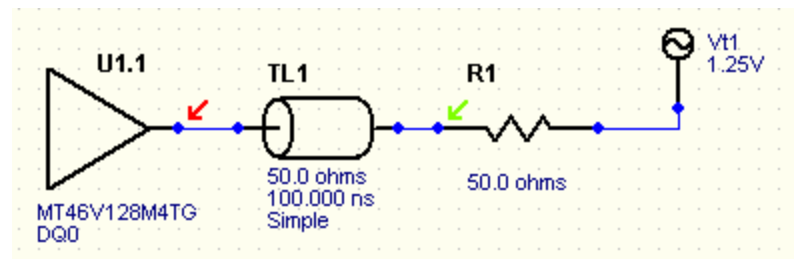 U1.1
MT46V128M4TG
DQ0
TL1
50.0 ohms
100.000 ns
Simple
R1
50.0 ohms
Vt1
1.25V